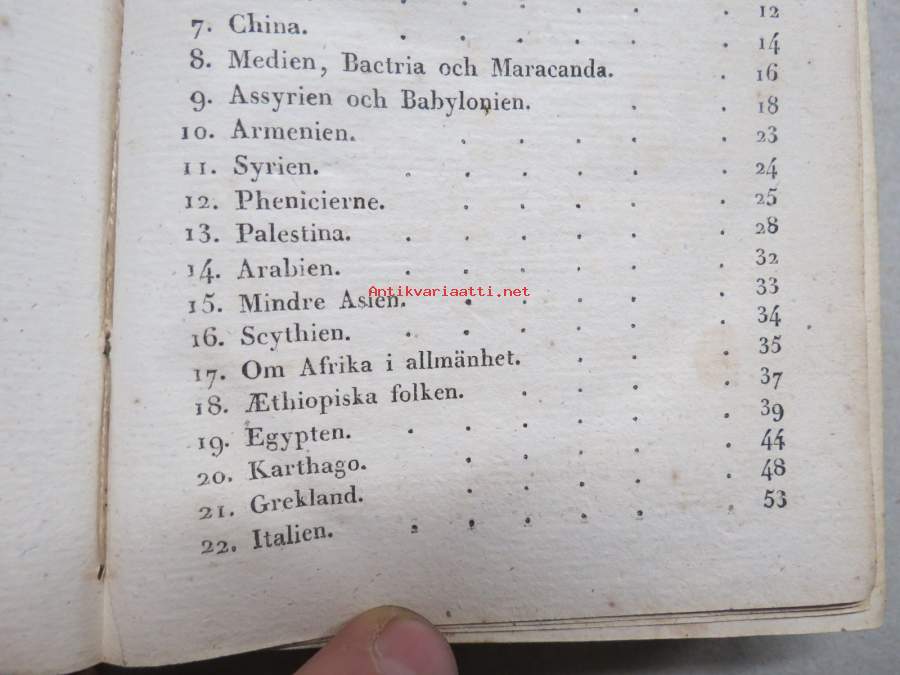 12
7. China. . . . . . 14
8. Medien, Bactria och Maracanda. . 16
9. Assyrien och Babylonien. . . 18
10. Armenien. . . . . . 23
11. Syrien. . . . . . 24
12. Phenicierne. . . . . . 25
13. Palestina. . . . . . . 28
14. Arabien. . . . . . . 32
15. Mindre Asien. . . . . . 33
16. Scythien. . . . . . . 34
17. Om Afrika i allmänhet. . . . 35
18. Æthiopiska folken. . . . . 37
19. Egypten. . . . . . . 39
20. Karthago. . . . . . 44
21. Grekland. . . . . . 48
22. Italien. . . . . . . 53
Antikvariaatti.net